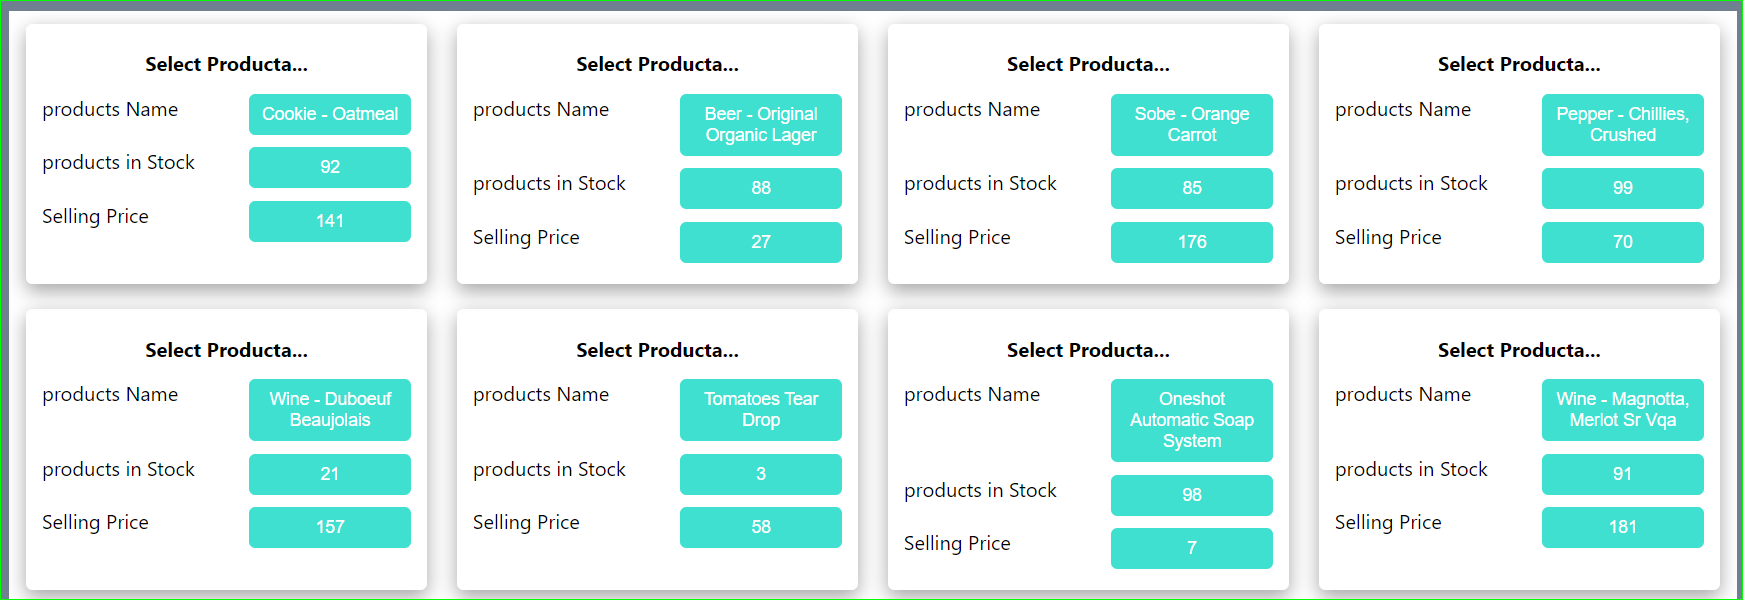 Select Producta...
products Name
Cookie - Oatmeal
products in Stock
92
Selling Price
141
Select Producta...
products Name
Beer - Original
Organic Lager
products in Stock
88
Selling Price
27
Select Producta...
products Name
Sobe - Orange
Carrot
products in Stock
85
Selling Price
176
Select Producta...
products Name
Pepper - Chillies,
Crushed
products in Stock
99
Selling Price
70
Select Producta...
products Name
Wine - Duboeuf
Beaujolais
products in Stock
21
Selling Price
157
Select Producta...
products Name
Tomatoes Tear
Drop
products in Stock
3
Selling Price
58
Select Producta...
products Name
Oneshot
Automatic Soap
System
products in Stock
98
Selling Price
7
Select Producta...
products Name
Wine - Magnotta,
Merlot Sr Vqa
products in Stock
91
Selling Price
181